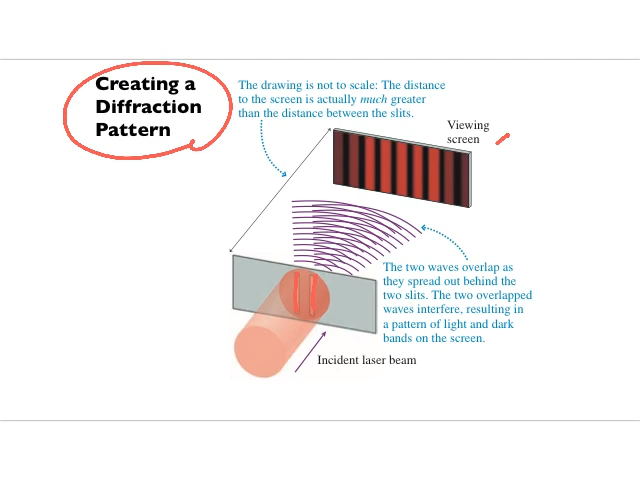 Creating a
Diffraction
Pattern
The drawing is not to scale: The distance
to the screen is actually much greater
than the distance between the slits.
Viewing
screen
The two waves overlap as
they spread out behind the
two slits. The two overlapped
waves interfere, resulting in
a pattern of light and dark
bands on the screen.
Incident laser beam